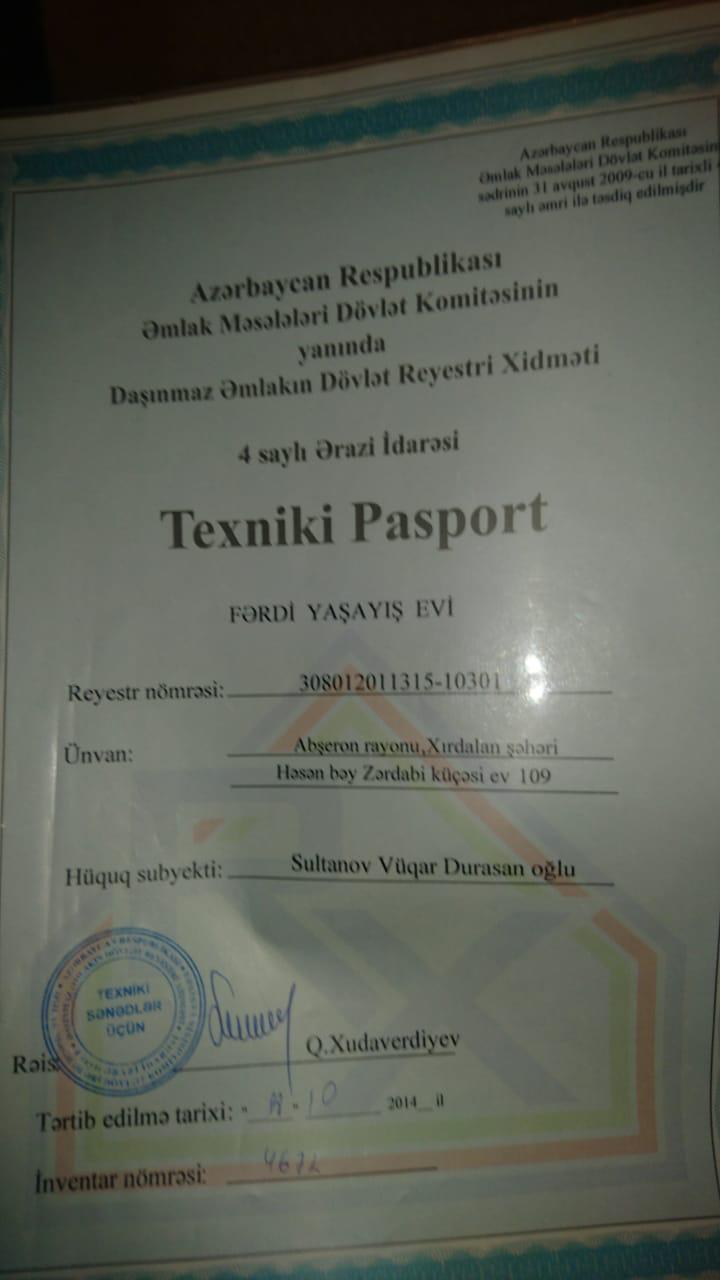 Azərbaycan Respublikası
Əmlak Məsələləri Dövlət Komitəsin
sədrinin 31 avqust 2009-cu il tarixli
saylı əmri ilə təsdiq edilmişdir
Azərbaycan Respublikası
Əmlak Məsələləri Dövlət Komitəsinin
yanında
Daşınmaz Əmlakın Dövlət Reyestri Xidməti
4 saylı Ərazi İdarəsi
Texniki Pasport
FƏRDİ YAŞAYIŞ EVİ
Reyestr nömrəsi: 308012011315-10301
Ünvan: Abşeron rayonu,Xırdalan şəhəri
Həsən bəy Zərdabi küçəsi ev 109
Hüquq subyekti: Sultanov Vüqar Durasan oğlu
TEXNİKİ
SƏNƏDLƏR
ÜÇÜN
Rəis: Q.Xudaverdiyev
Tərtib edilmə tarixi: " " 10 2014 il
İnventar nömrəsi: